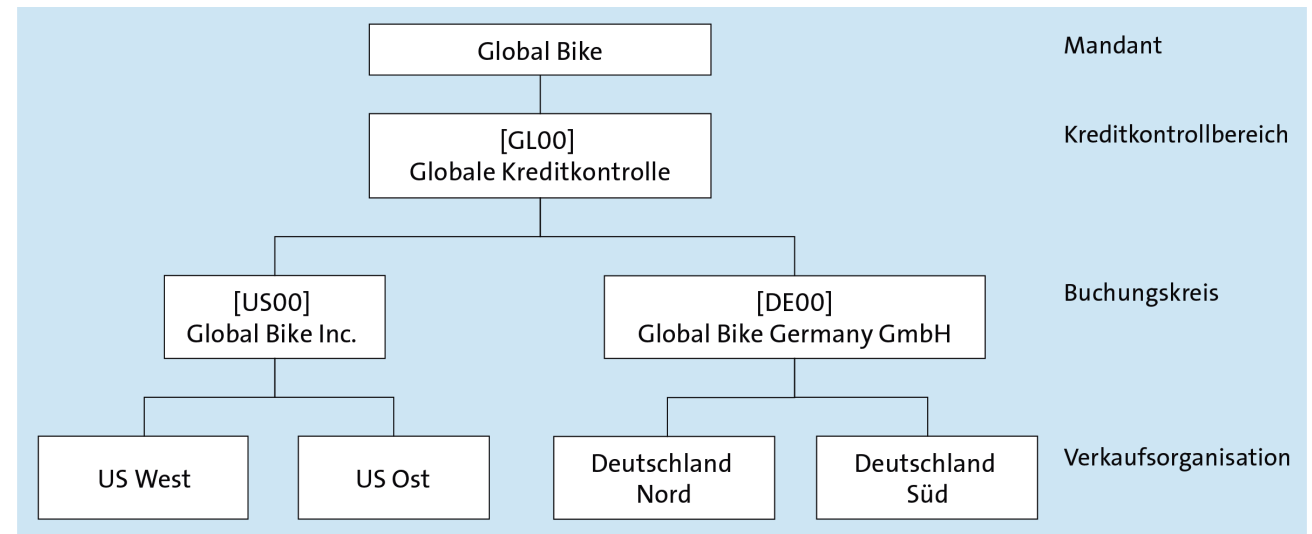 Global Bike
Mandant
[GL00]
Globale Kreditkontrolle
Kreditkontrollbereich
[US00]
Global Bike Inc.
[DE00]
Global Bike Germany GmbH
Buchungskreis
US West
US Ost
Deutschland
Nord
Deutschland
Süd
Verkaufsorganisation